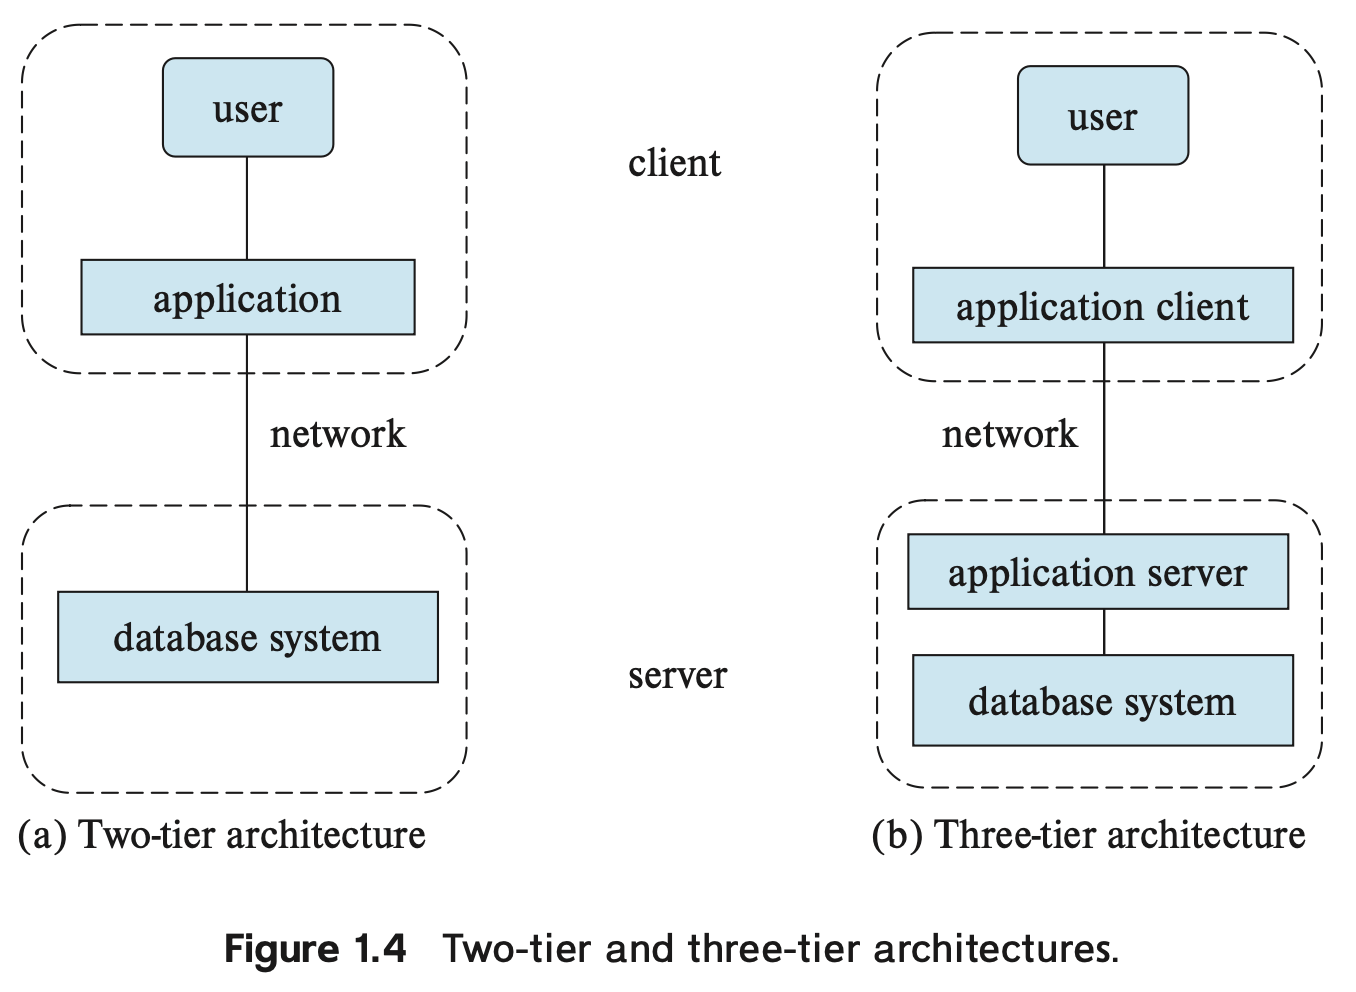 user
application
network
database system
(a) Two-tier architecture
client
server
user
application client
network
application server
database system
(b) Three-tier architecture
Figure 1.4 Two-tier and three-tier architectures.